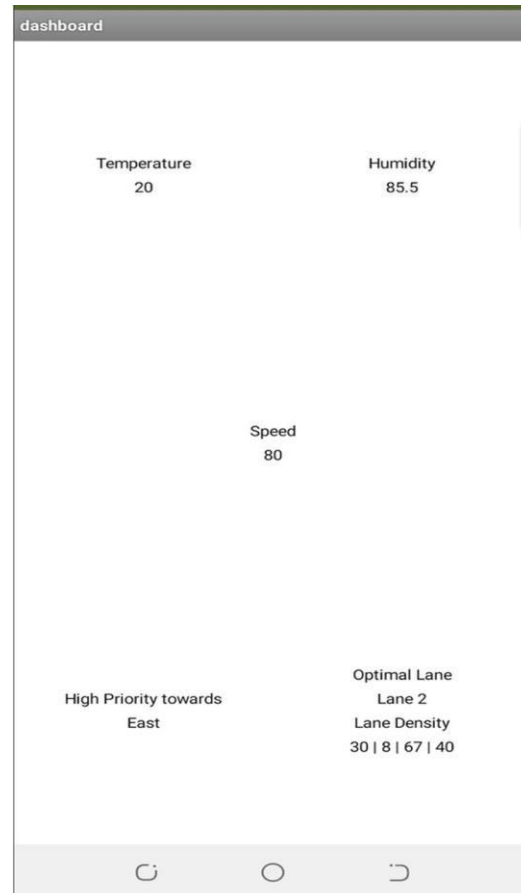 dashboard
Temperature
20
Humidity
85.5
Speed
80
High Priority towards
East
Optimal Lane
Lane 2
Lane Density
30 | 8 | 67 | 40